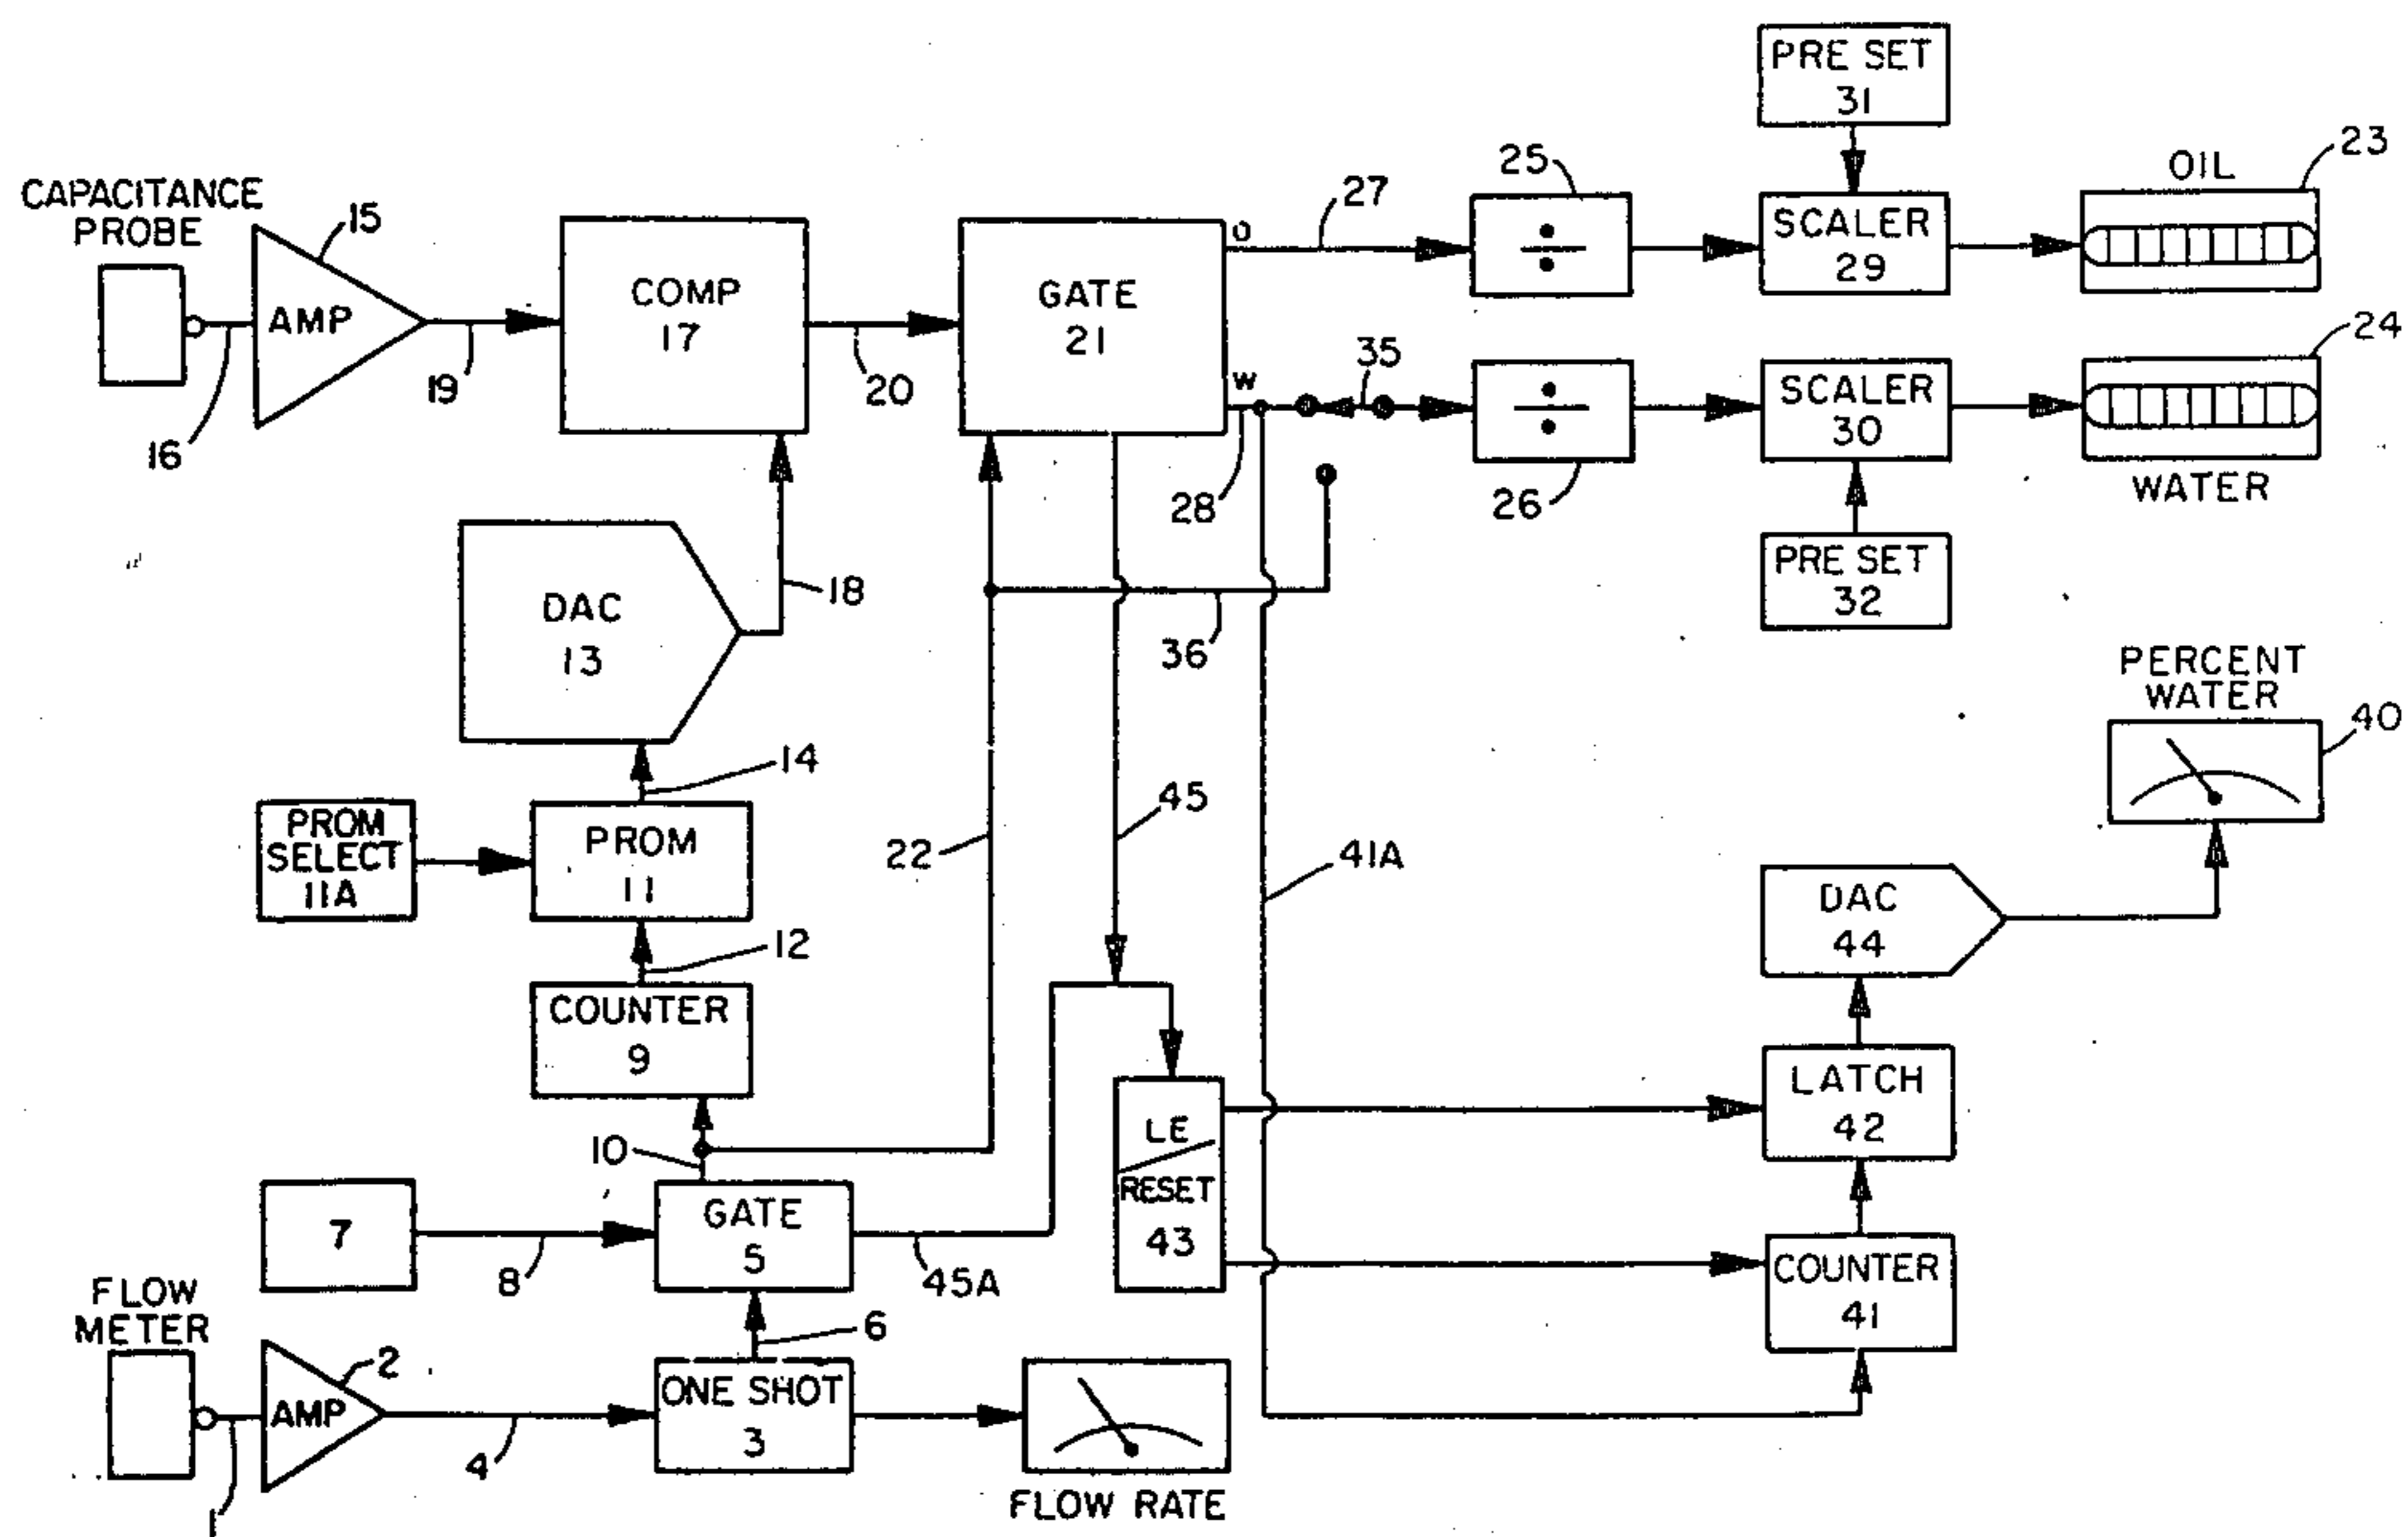 PRE SET
31
CAPACITANCE
PROBE
15
AMP
16
19
COMP
17
20
GATE
21
O
27
25
÷
SCALER
29
OIL
23
W
28
35
26
÷
SCALER
30
24
WATER
PRE SET
32
DAC
13
18
36
14
PROM
SELECT
11A
PROM
11
12
COUNTER
9
22
45
41A
PERCENT
WATER
40
DAC
44
LATCH
42
COUNTER
41
LE
RESET
43
10
7
8
GATE
5
45A
6
FLOW
METER
1
2
AMP
4
ONE SHOT
3
FLOW RATE